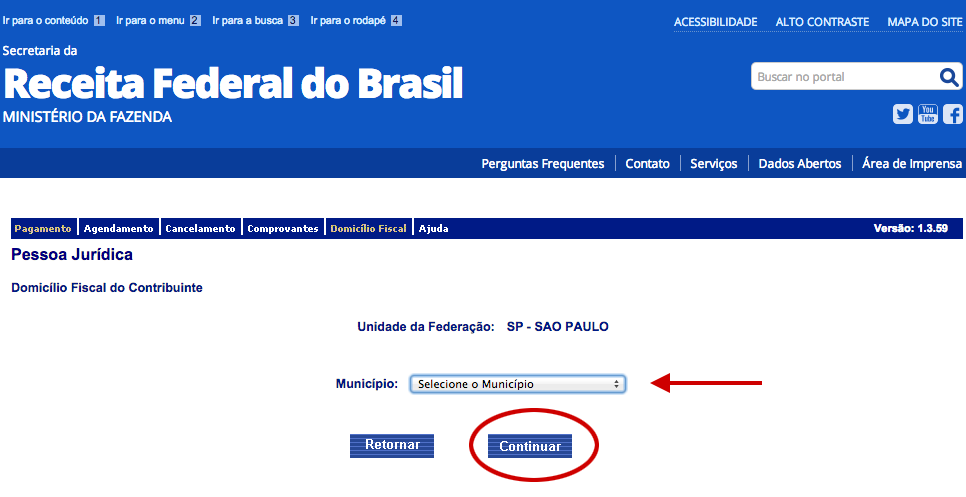 Ir para o conteúdo 1 Ir para o menu 2 Ir para a busca 3 Ir para o rodapé 4 ACESSIBILIDADE ALTO CONTRASTE MAPA DO SITE
Secretaria da
Receita Federal do Brasil
Buscar no portal
MINISTÉRIO DA FAZENDA
You Tube
Perguntas Frequentes Contato Serviços Dados Abertos Área de Imprensa
Pagamento Agendamento Cancelamento Comprovantes Domicílio Fiscal Ajuda Versão: 1.3.59
Pessoa Jurídica
Domicílio Fiscal do Contribuinte
Unidade da Federação: SP - SAO PAULO
Município: Selecione o Município
Retornar Continuar